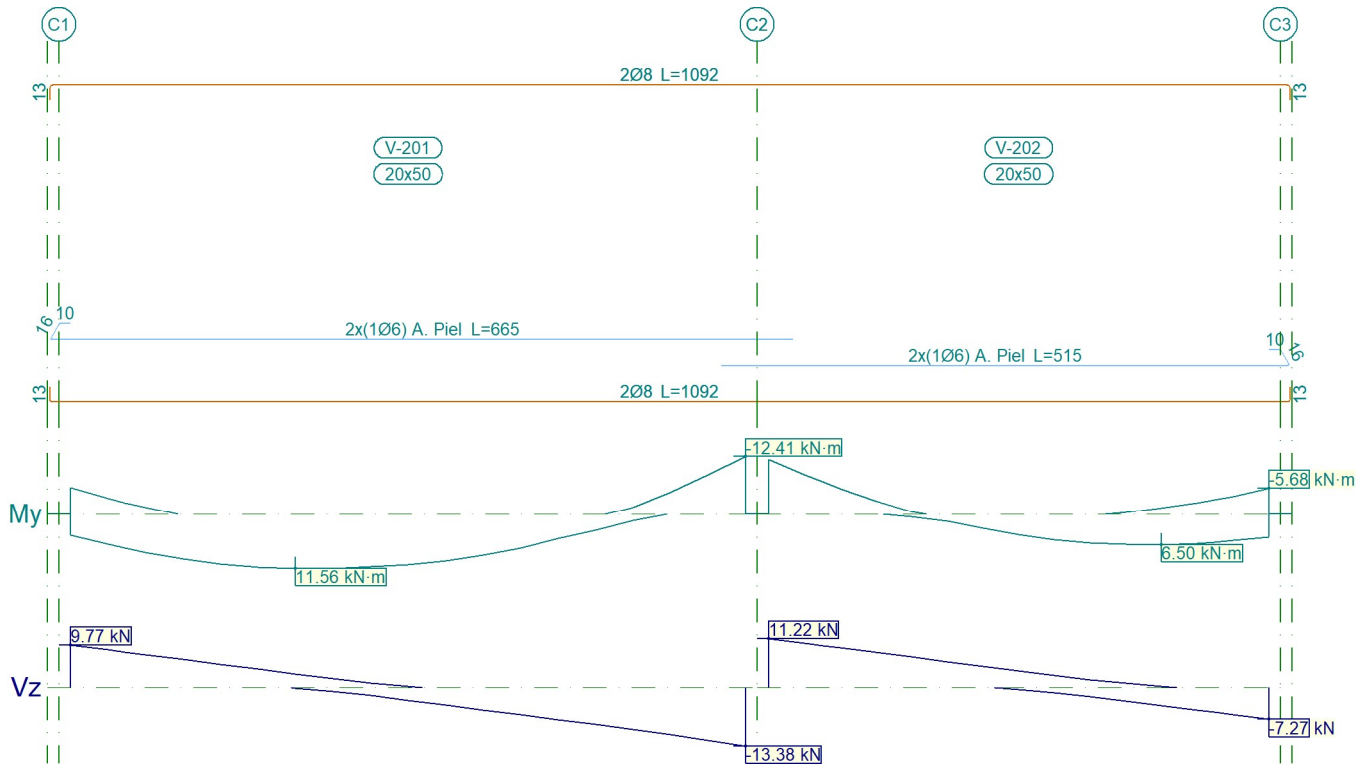 C1
C2
C3
2Ø8 L=1092
13
13
V-201
V-202
20x50
20x50
16
10
2x(1Ø6) A. Piel L=665
10
16
2x(1Ø6) A. Piel L=515
13
2Ø8 L=1092
13
-12.41 kN·m
-5.68 kN·m
My
11.56 kN·m
6.50 kN·m
9.77 kN
11.22 kN
Vz
-13.38 kN
-7.27 kN